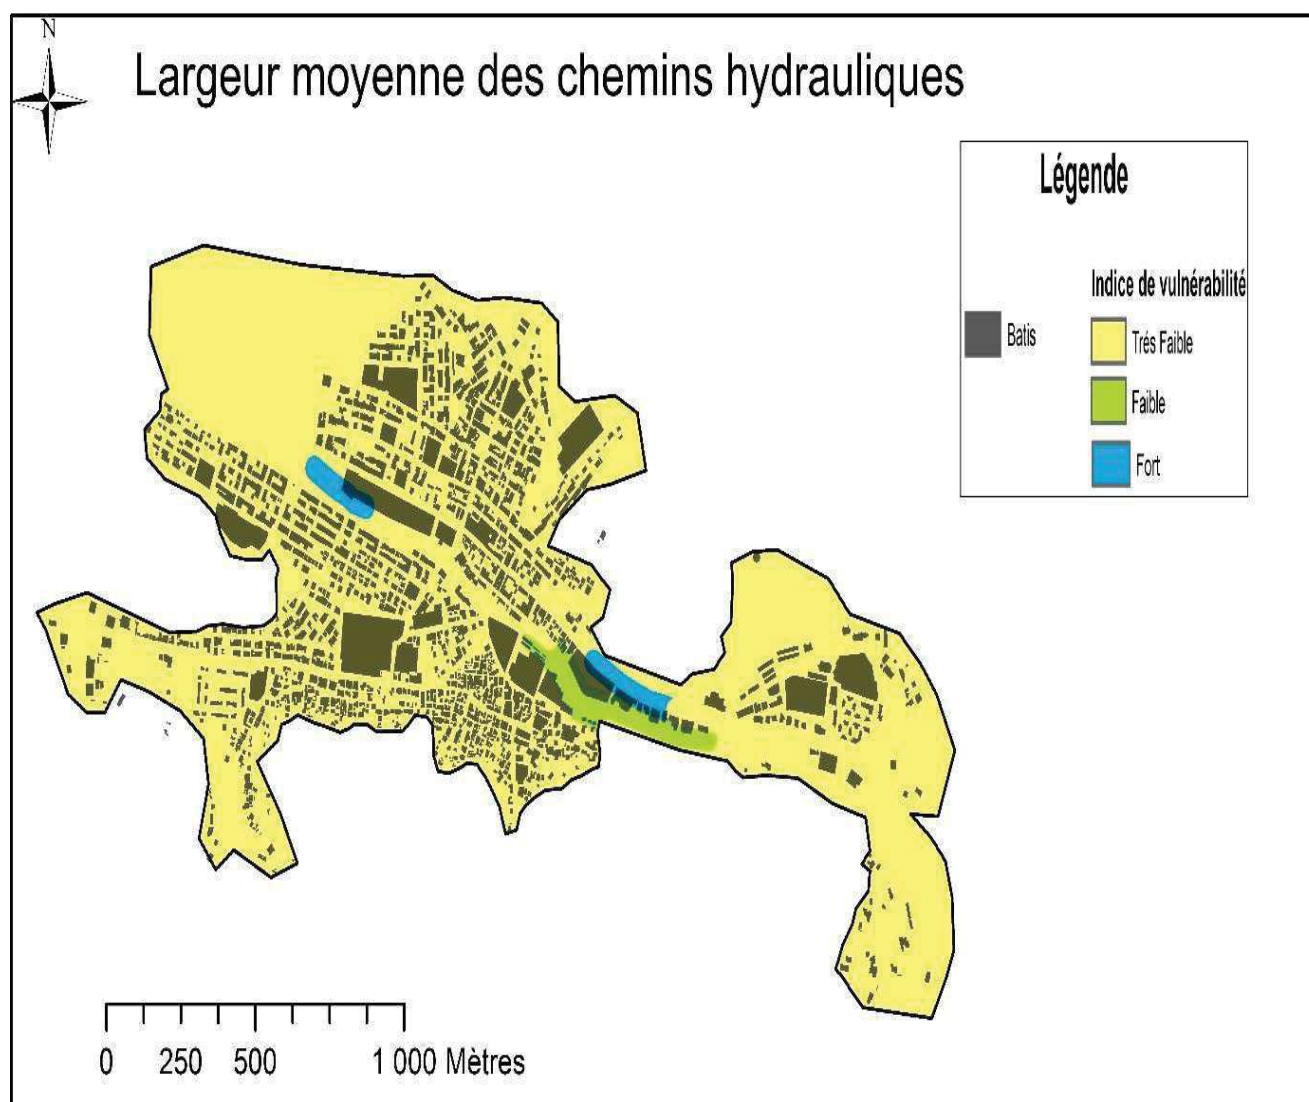 N
Largeur moyenne des chemins hydrauliques
Légende
Indice de vulnérabilité
Batis
Trés Faible
Faible
Fort
0 250 500 1 000 Mètres